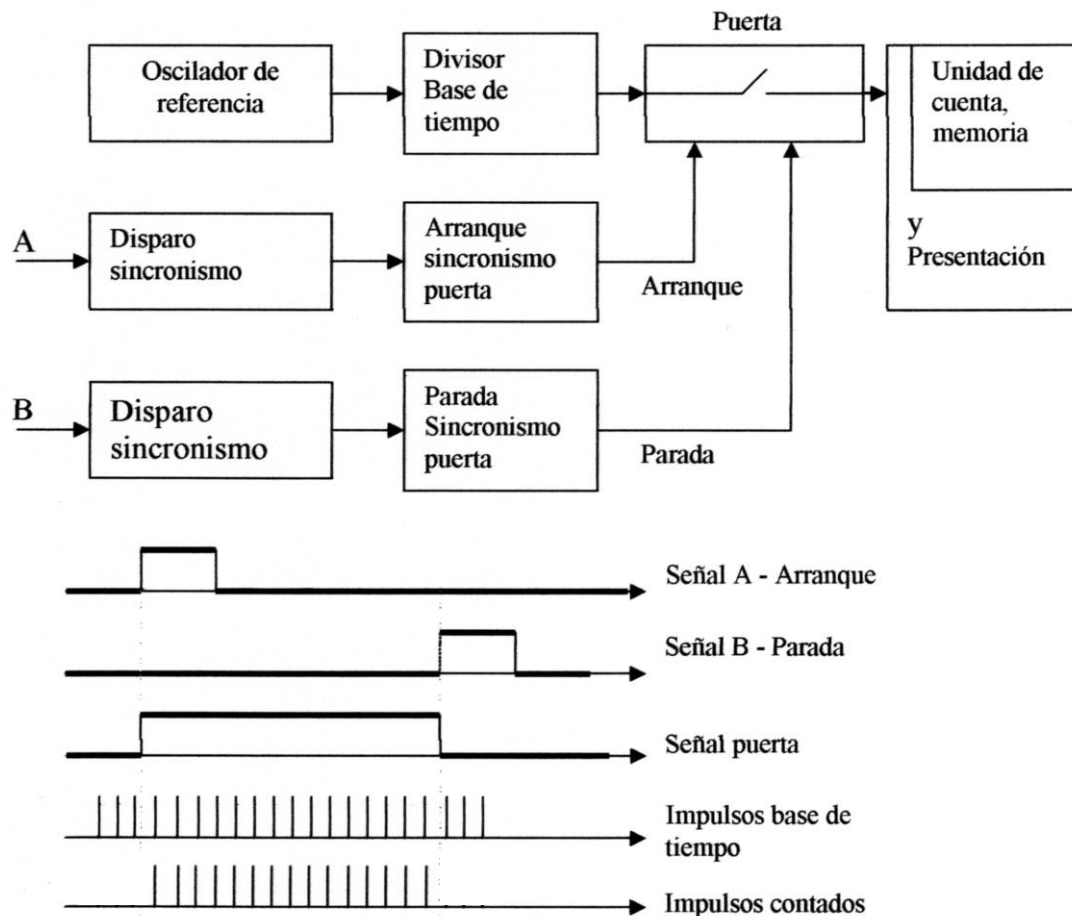 Puerta
Oscilador de
referencia
Divisor
Base de
tiempo
Unidad de
cuenta,
memoria
y
Presentación
A
Disparo
sincronismo
Arranque
sincronismo
puerta
Arranque
B
Disparo
sincronismo
Parada
Sincronismo
puerta
Parada
Señal A - Arranque
Señal B - Parada
Señal puerta
Impulsos base de
tiempo
Impulsos contados